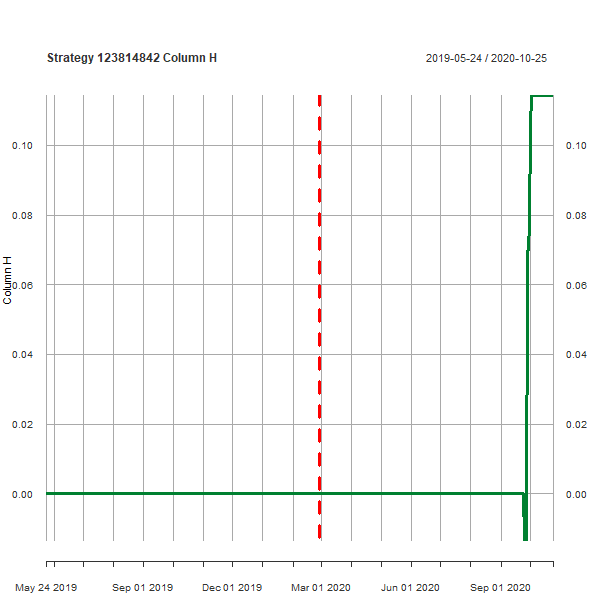 Strategy 123814842 Column H
2019-05-24 / 2020-10-25
0.10
0.08
0.06
0.04
0.02
0.00
Column H
0.10
0.08
0.06
0.04
0.02
0.00
May 24 2019
Sep 01 2019
Dec 01 2019
Mar 01 2020
Jun 01 2020
Sep 01 2020